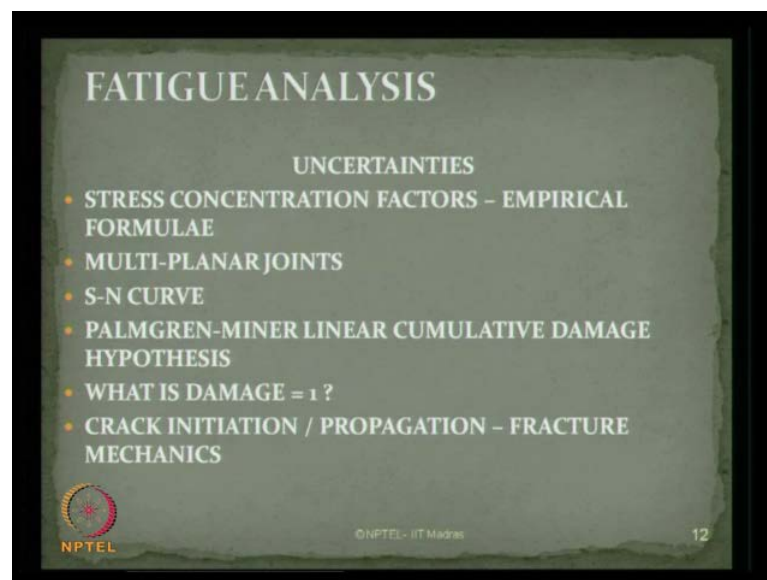 FATIGUE ANALYSIS
UNCERTAINTIES
• STRESS CONCENTRATION FACTORS – EMPIRICAL
FORMULAE
• MULTI-PLANAR JOINTS
• S-N CURVE
• PALMGREN-MINER LINEAR CUMULATIVE DAMAGE
HYPOTHESIS
• WHAT IS DAMAGE = 1 ?
• CRACK INITIATION / PROPAGATION – FRACTURE
MECHANICS
NPTEL
©NPTEL- IIT Madras
12